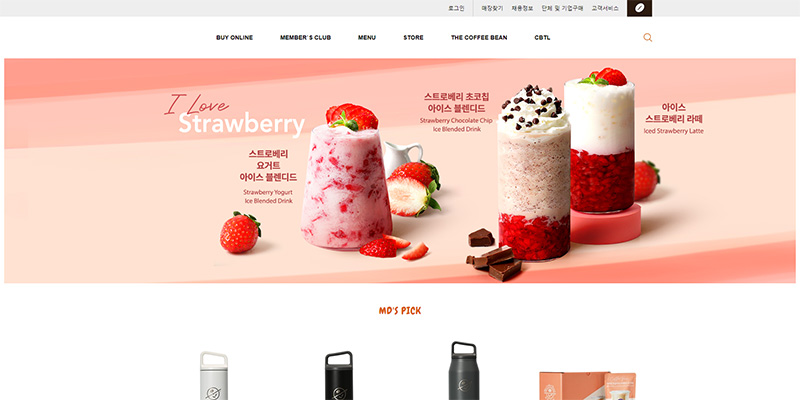 로그인 매장찾기 채용정보 단체 및 기업구매 고객서비스
BUY ONLINE MEMBER'S CLUB MENU STORE THE COFFEE BEAN CBTL
I Love
Strawberry
스트로베리
요거트
아이스 블렌디드
Strawberry Yogurt
Ice Blended Drink
스트로베리 초코칩
아이스 블렌디드
Strawberry Chocolate Chip
Ice Blended Drink
아이스
스트로베리 라떼
Iced Strawberry Latte
MD'S PICK